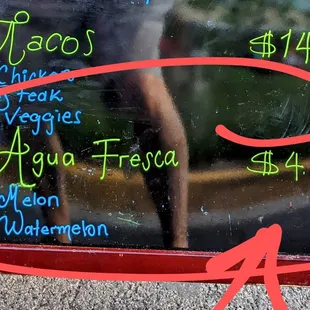 Tacos $14
Chicken
Steak
Veggies
Agua Fresca $4
Melon
Watermelon